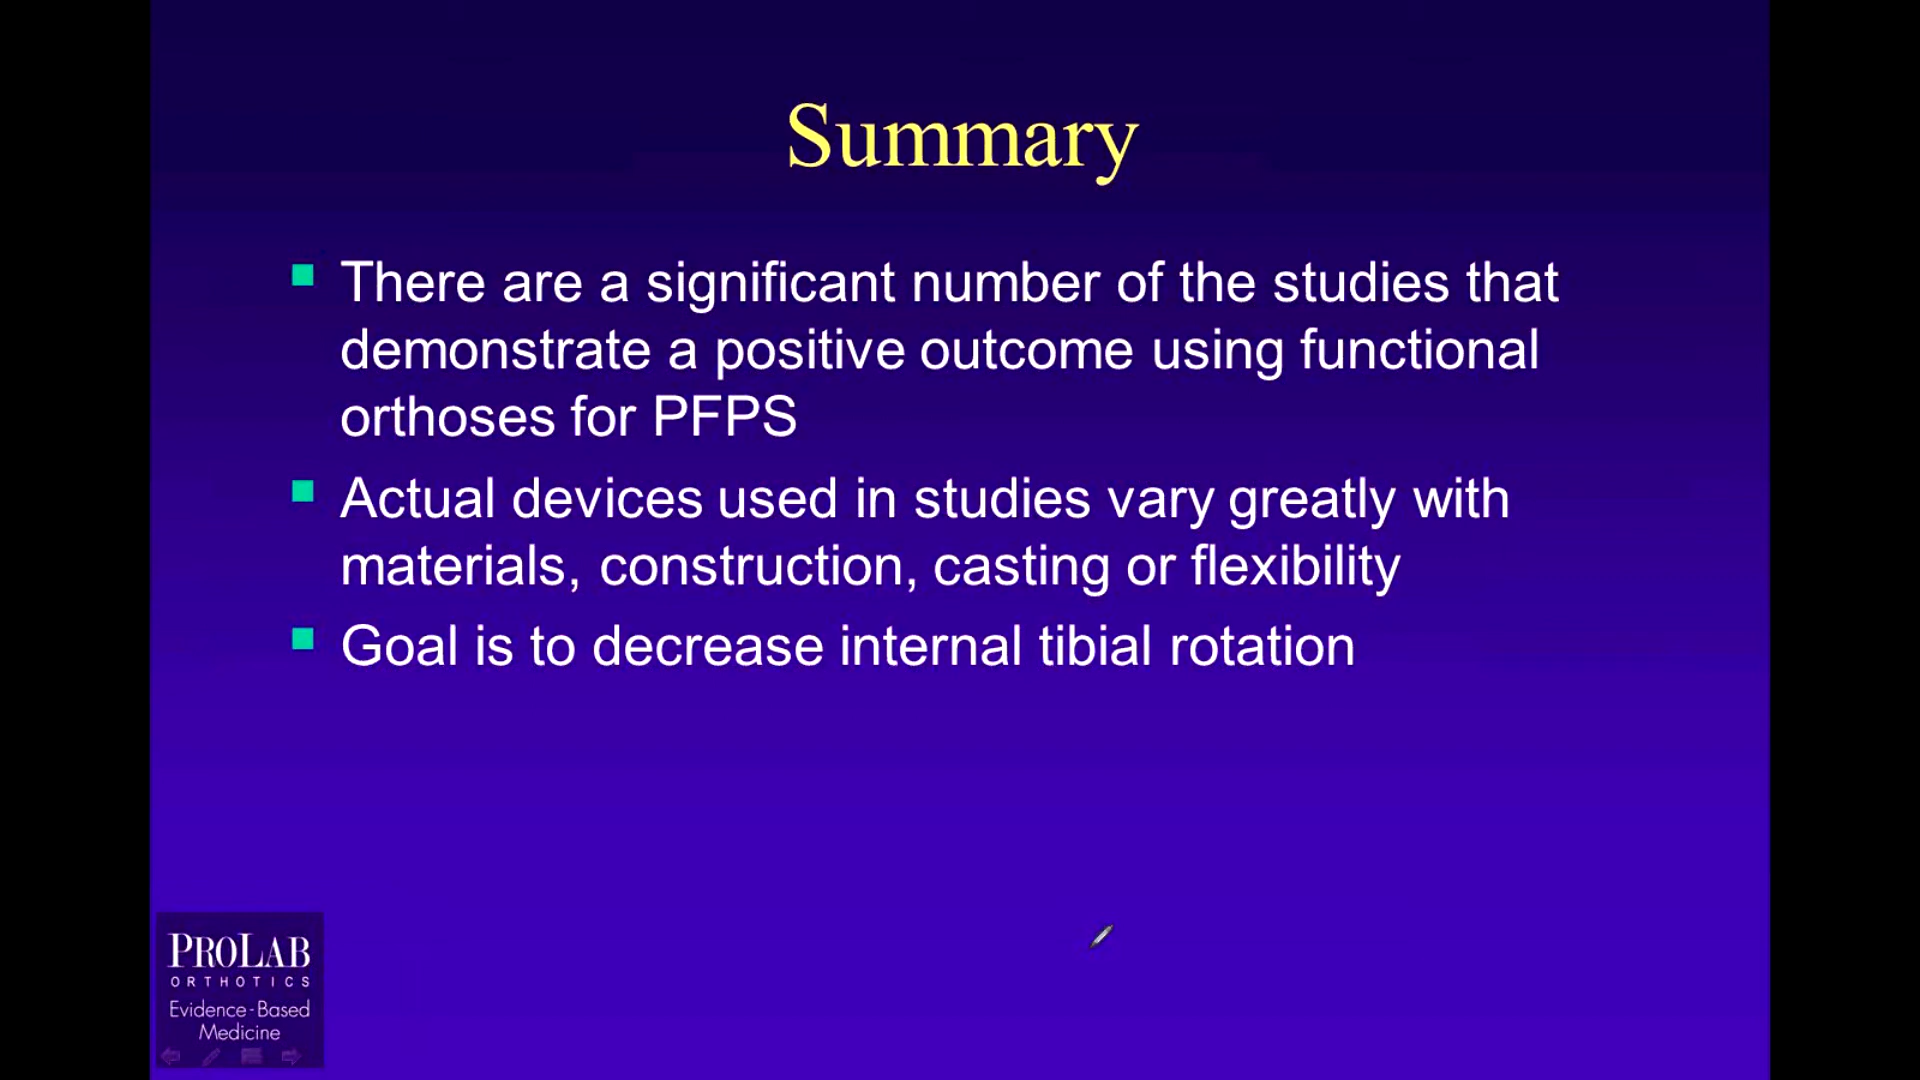 Summary
There are a significant number of the studies that
demonstrate a positive outcome using functional
orthoses for PFPS
Actual devices used in studies vary greatly with
materials, construction, casting or flexibility
Goal is to decrease internal tibial rotation
PROLAB
ORTHOTICS
Evidence-Based
Medicine